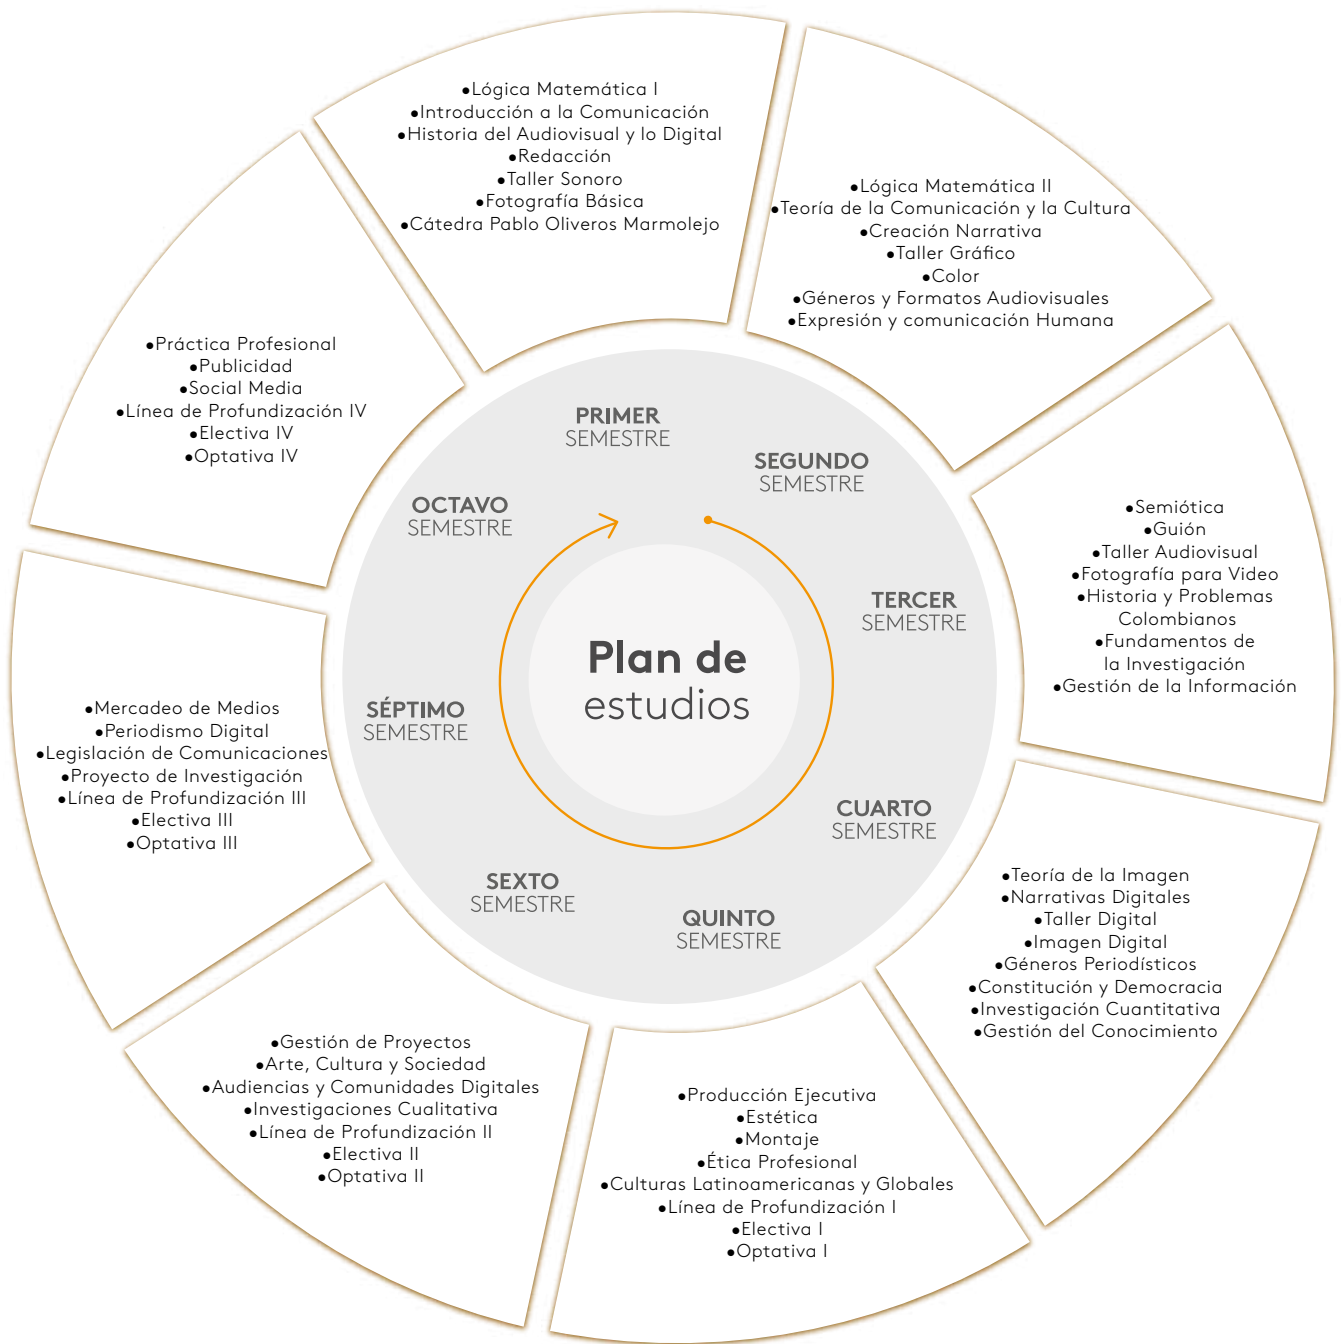 Plan de
estudios
PRIMER
SEMESTRE
•Lógica Matemática I
•Introducción a la Comunicación
•Historia del Audiovisual y lo Digital
•Redacción
•Taller Sonoro
•Fotografía Básica
•Cátedra Pablo Oliveros Marmolejo
SEGUNDO
SEMESTRE
•Lógica Matemática II
•Teoría de la Comunicación y la Cultura
•Creación Narrativa
•Taller Gráfico
•Color
•Géneros y Formatos Audiovisuales
•Expresión y comunicación Humana
TERCER
SEMESTRE
•Semiótica
•Guión
•Taller Audiovisual
•Fotografía para Video
•Historia y Problemas
Colombianos
•Fundamentos de
la Investigación
•Gestión de la Información
CUARTO
SEMESTRE
•Teoría de la Imagen
•Narrativas Digitales
•Taller Digital
•Imagen Digital
•Géneros Periodísticos
•Constitución y Democracia
•Investigación Cuantitativa
•Gestión del Conocimiento
QUINTO
SEMESTRE
•Producción Ejecutiva
•Estética
•Montaje
•Ética Profesional
•Culturas Latinoamericanas y Globales
•Línea de Profundización I
•Electiva I
•Optativa I
SEXTO
SEMESTRE
•Gestión de Proyectos
•Arte, Cultura y Sociedad
•Audiencias y Comunidades Digitales
•Investigaciones Cualitativa
•Línea de Profundización II
•Electiva II
•Optativa II
SÉPTIMO
SEMESTRE
•Mercadeo de Medios
•Periodismo Digital
•Legislación de Comunicaciones
•Proyecto de Investigación
•Línea de Profundización III
•Electiva III
•Optativa III
OCTAVO
SEMESTRE
•Práctica Profesional
•Publicidad
•Social Media
•Línea de Profundización IV
•Electiva IV
•Optativa IV